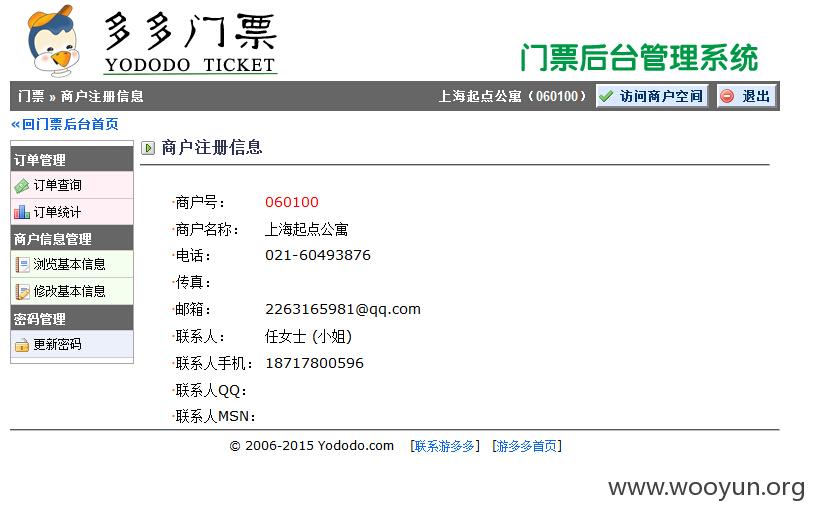 多多门票
YODODO TICKET
门票后台管理系统
门票 » 商户注册信息
上海起点公寓（060100） 访问商户空间 退出
«回门票后台首页
订单管理
订单查询
订单统计
商户信息管理
浏览基本信息
修改基本信息
密码管理
更新密码
商户注册信息
·商户号： 060100
·商户名称： 上海起点公寓
·电话： 021-60493876
·传真：
·邮箱： 2263165981@qq.com
·联系人： 任女士 (小姐)
·联系人手机： 18717800596
·联系人QQ：
·联系人MSN：
© 2006-2015 Yododo.com [联系游多多] [游多多首页]
www.wooyun.org